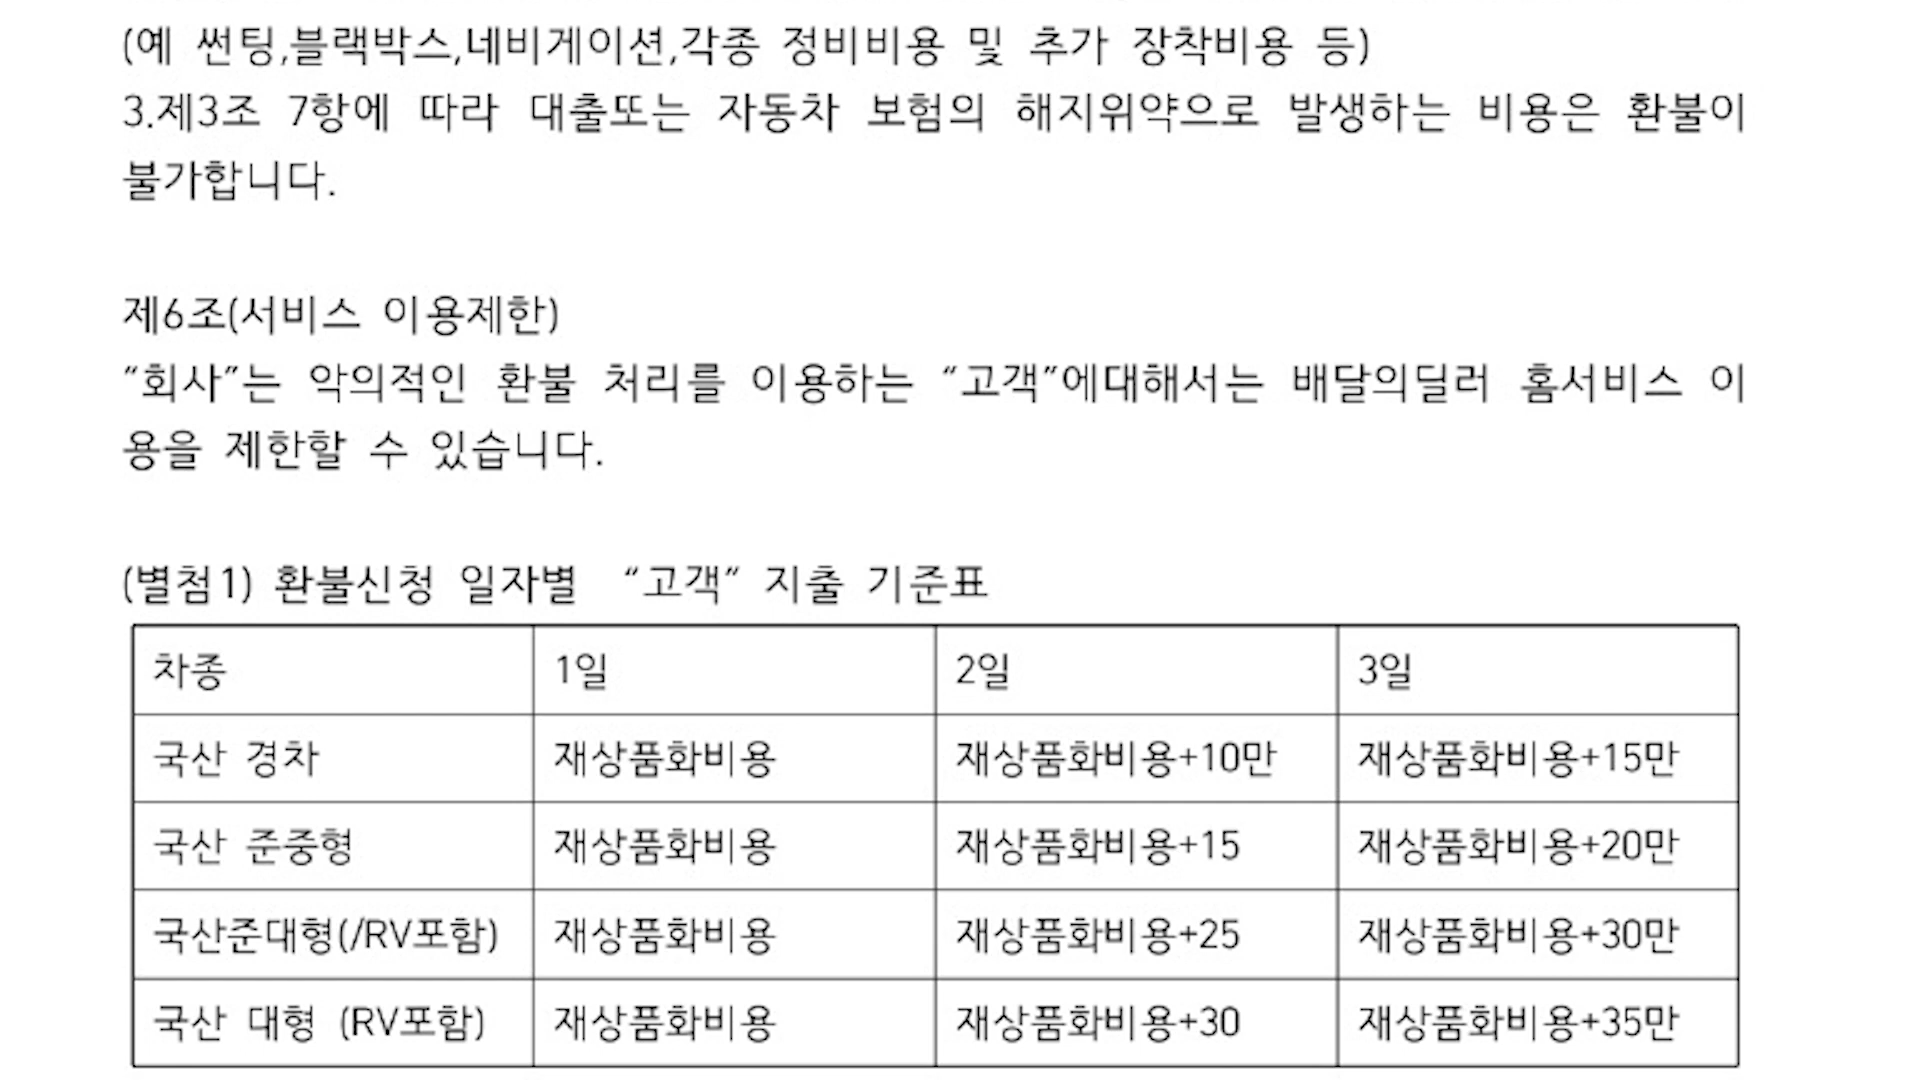 (예 썬팅,블랙박스,네비게이션,각종 정비비용 및 추가 장착비용 등)
3.제3조 7항에 따라 대출또는 자동차 보험의 해지위약으로 발생하는 비용은 환불이
불가합니다.
제6조(서비스 이용제한)
“회사”는 악의적인 환불 처리를 이용하는 “고객”에대해서는 배달의딜러 홈서비스 이
용을 제한할 수 있습니다.
(별첨1) 환불신청 일자별 “고객” 지출 기준표
차종 1일 2일 3일
국산 경차 재상품화비용 재상품화비용+10만 재상품화비용+15만
국산 준중형 재상품화비용 재상품화비용+15 재상품화비용+20만
국산준대형(/RV포함) 재상품화비용 재상품화비용+25 재상품화비용+30만
국산 대형 (RV포함) 재상품화비용 재상품화비용+30 재상품화비용+35만